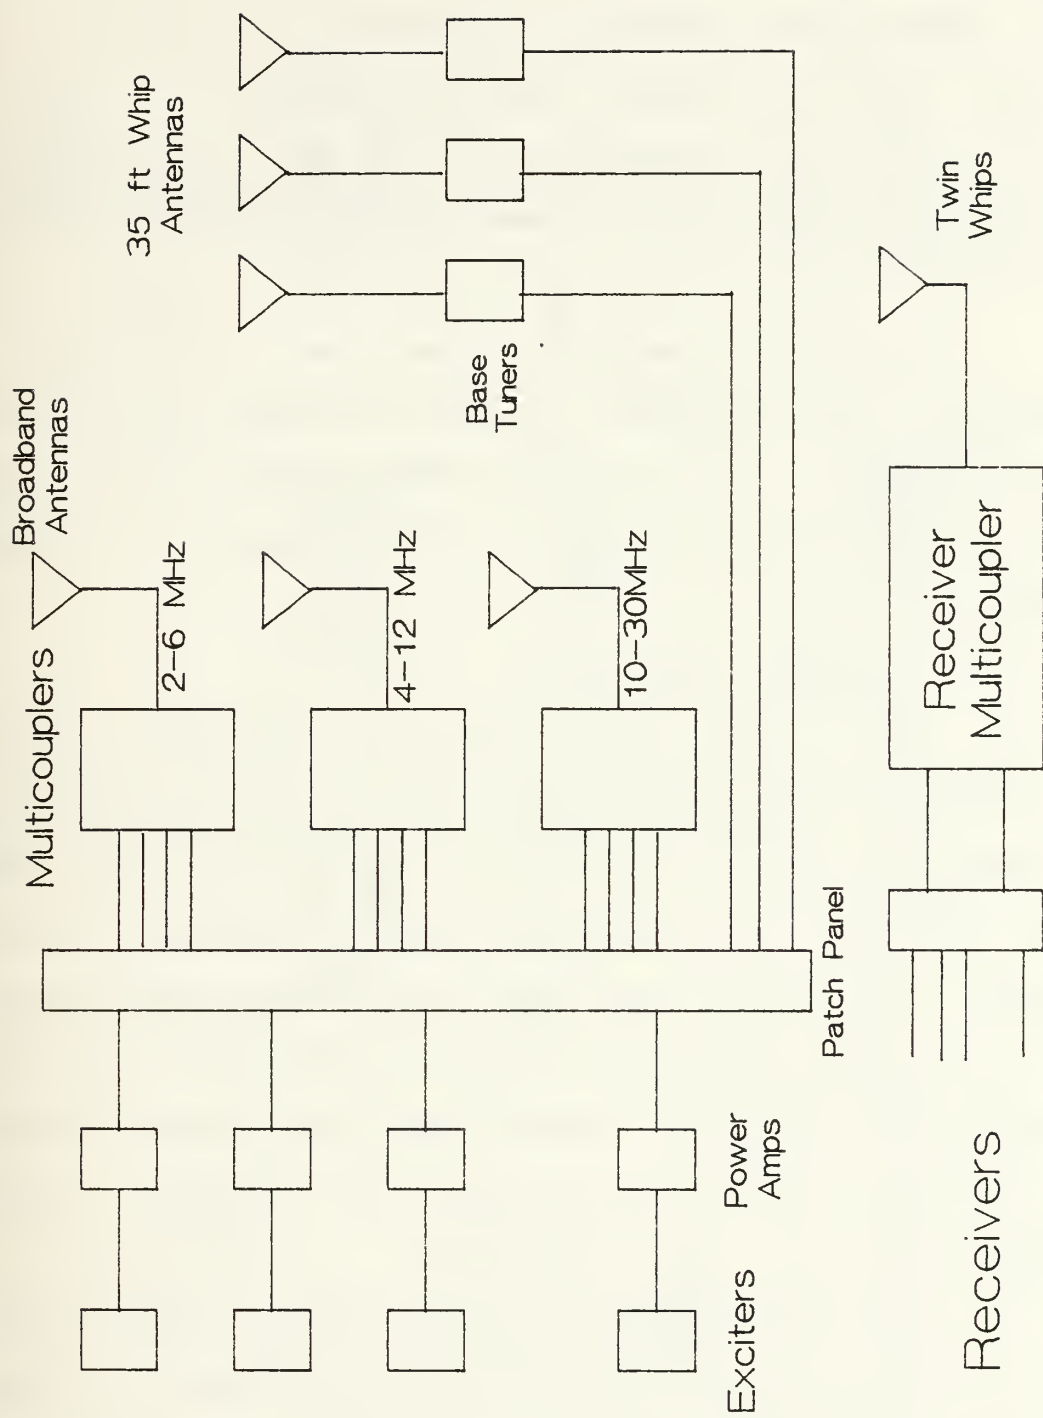 Broadband
Antennas
Multicouplers
2–6 MHz
4–12 MHz
10–30MHz
35 ft Whip
Antennas
Base
Tuners
Patch Panel
Power
Amps
Exciters
Twin
Whips
Receiver
Multicoupler
Receivers